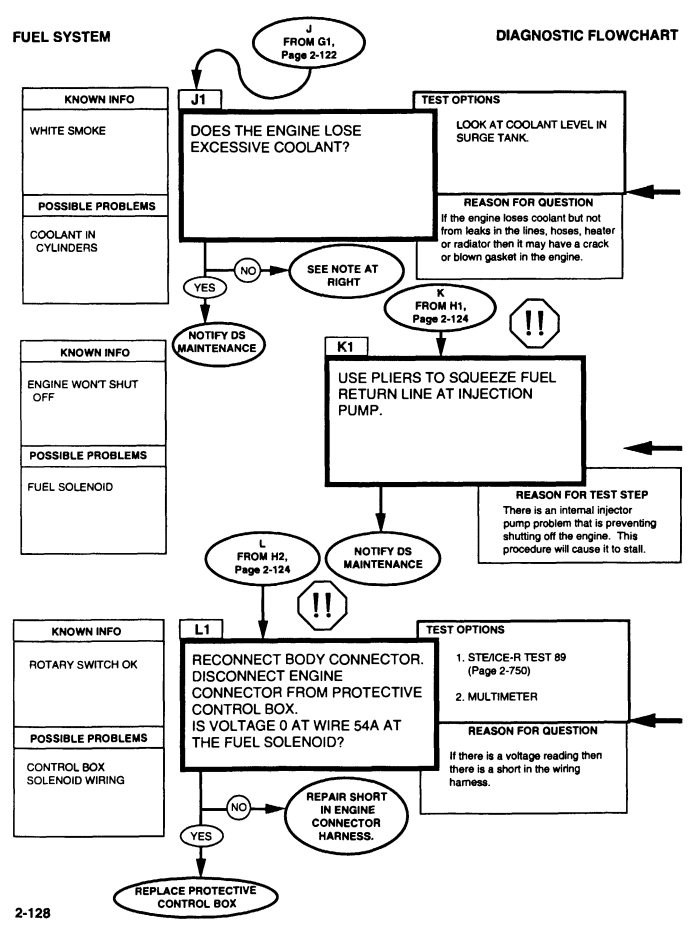 FUEL SYSTEM
DIAGNOSTIC FLOWCHART
J
FROM G1,
Page 2-122
KNOWN INFO
WHITE SMOKE
POSSIBLE PROBLEMS
COOLANT IN
CYLINDERS
J1
DOES THE ENGINE LOSE
EXCESSIVE COOLANT?
TEST OPTIONS
LOOK AT COOLANT LEVEL IN
SURGE TANK.
REASON FOR QUESTION
If the engine loses coolant but not
from leaks in the lines, hoses, heater
or radiator then it may have a crack
or blown gasket in the engine.
NO
SEE NOTE AT
RIGHT
YES
NOTIFY DS
MAINTENANCE
K
FROM H1,
Page 2-124
!!
KNOWN INFO
ENGINE WON'T SHUT
OFF
POSSIBLE PROBLEMS
FUEL SOLENOID
K1
USE PLIERS TO SQUEEZE FUEL
RETURN LINE AT INJECTION
PUMP.
REASON FOR TEST STEP
There is an internal injector
pump problem that is preventing
shutting off the engine. This
procedure will cause it to stall.
NOTIFY DS
MAINTENANCE
L
FROM H2,
Page 2-124
!!
KNOWN INFO
ROTARY SWITCH OK
POSSIBLE PROBLEMS
CONTROL BOX
SOLENOID WIRING
L1
RECONNECT BODY CONNECTOR.
DISCONNECT ENGINE
CONNECTOR FROM PROTECTIVE
CONTROL BOX.
IS VOLTAGE 0 AT WIRE 54A AT
THE FUEL SOLENOID?
TEST OPTIONS
1. STE/ICE-R TEST 89
(Page 2-750)
2. MULTIMETER
REASON FOR QUESTION
If there is a voltage reading then
there is a short in the wiring
harness.
NO
REPAIR SHORT
IN ENGINE
CONNECTOR
HARNESS.
YES
REPLACE PROTECTIVE
CONTROL BOX
2-128